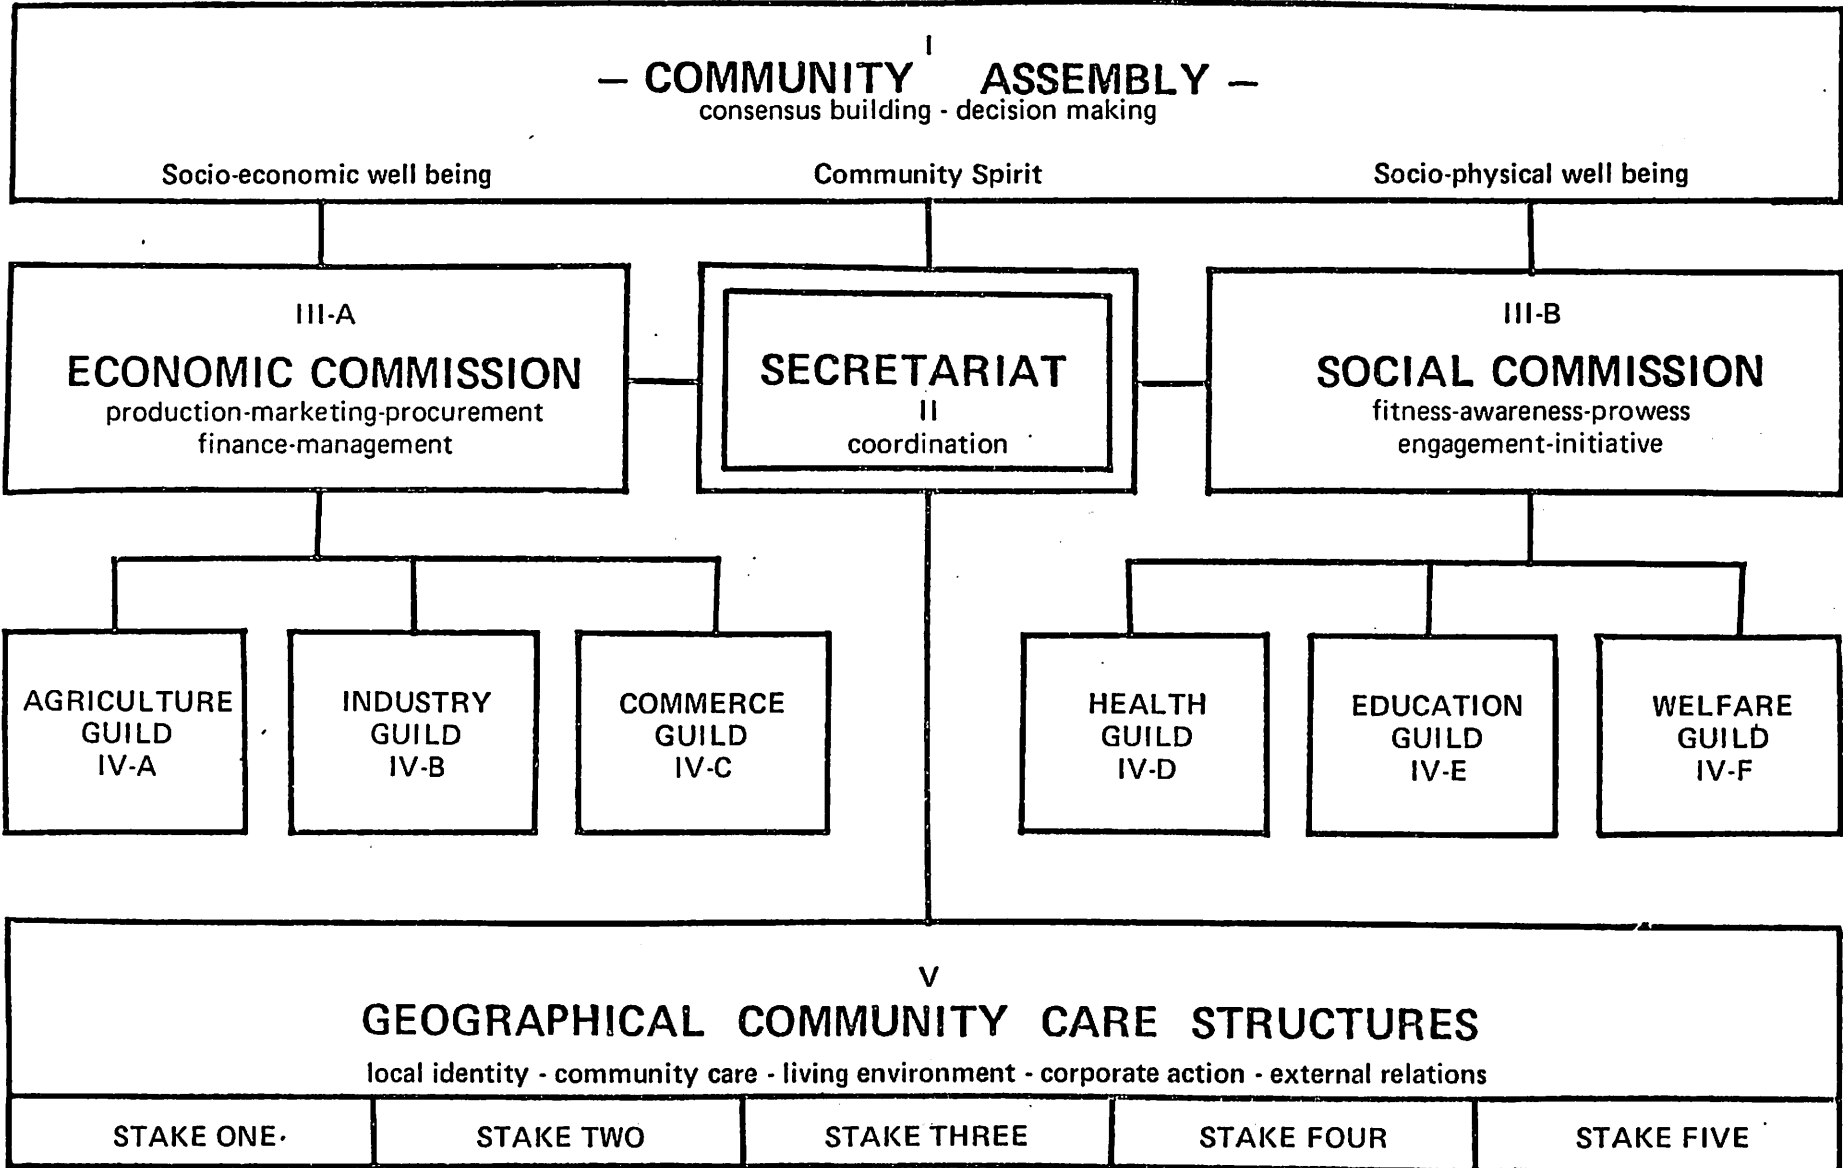 I
– COMMUNITY ASSEMBLY –
consensus building - decision making
Socio-economic well being
Community Spirit
Socio-physical well being
III-A
ECONOMIC COMMISSION
production-marketing-procurement
finance-management
SECRETARIAT
II
coordination
III-B
SOCIAL COMMISSION
fitness-awareness-prowess
engagement-initiative
AGRICULTURE
GUILD
IV-A
INDUSTRY
GUILD
IV-B
COMMERCE
GUILD
IV-C
HEALTH
GUILD
IV-D
EDUCATION
GUILD
IV-E
WELFARE
GUILD
IV-F
V
GEOGRAPHICAL COMMUNITY CARE STRUCTURES
local identity - community care - living environment - corporate action - external relations
STAKE ONE
STAKE TWO
STAKE THREE
STAKE FOUR
STAKE FIVE